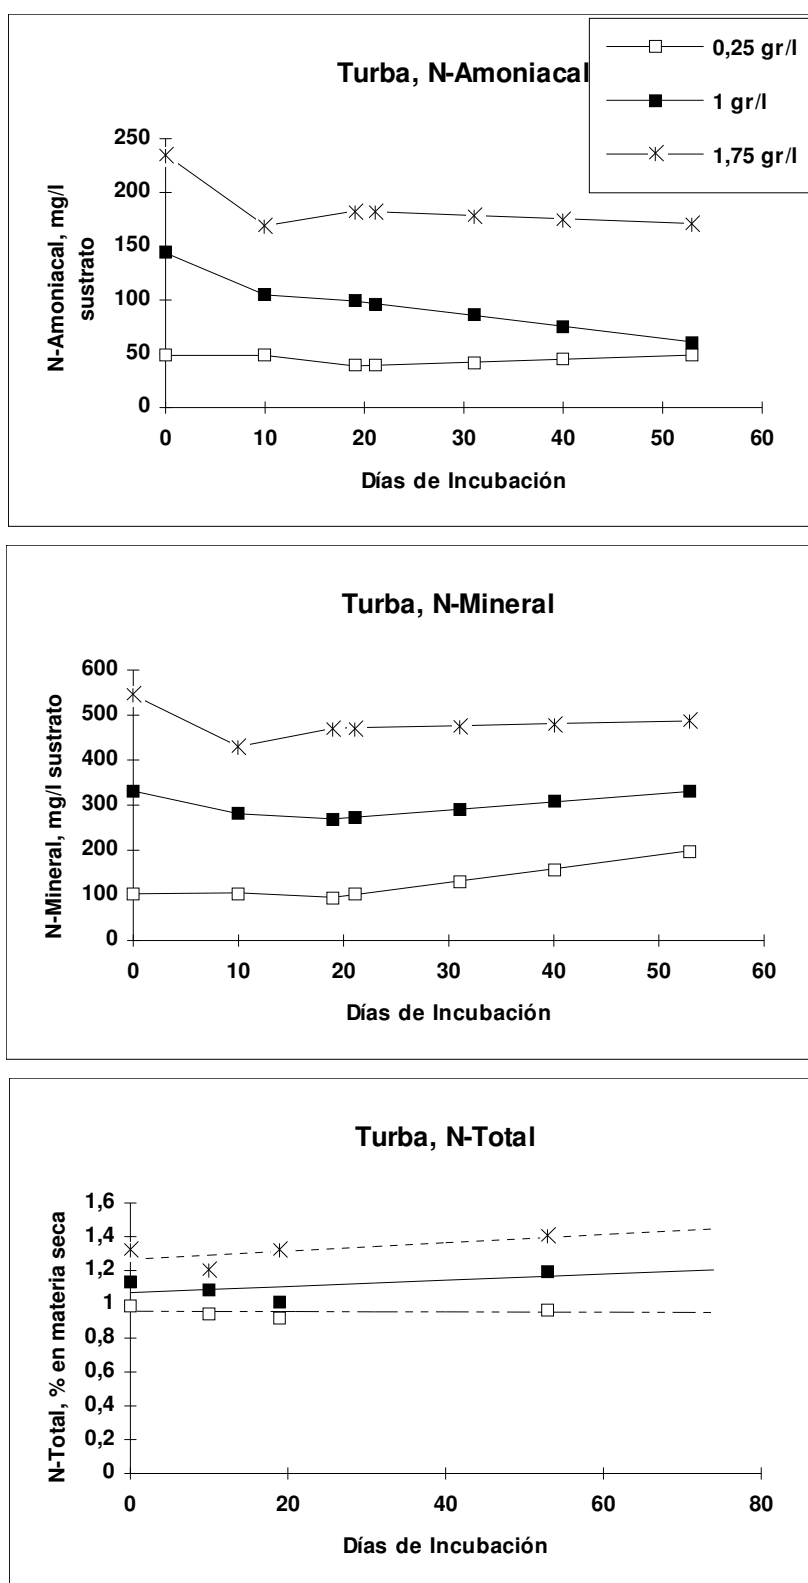 Turba, N-Amoniacal
0,25 gr/l
1 gr/l
1,75 gr/l
N-Amoniacal, mg/l
sustrato
250
200
150
100
50
0
0 10 20 30 40 50 60
Días de Incubación
Turba, N-Mineral
N-Mineral, mg/l sustrato
600
500
400
300
200
100
0
0 10 20 30 40 50 60
Días de Incubación
Turba, N-Total
N-Total, % en materia seca
1,6
1,4
1,2
1
0,8
0,6
0,4
0,2
0
0 20 40 60 80
Días de Incubación